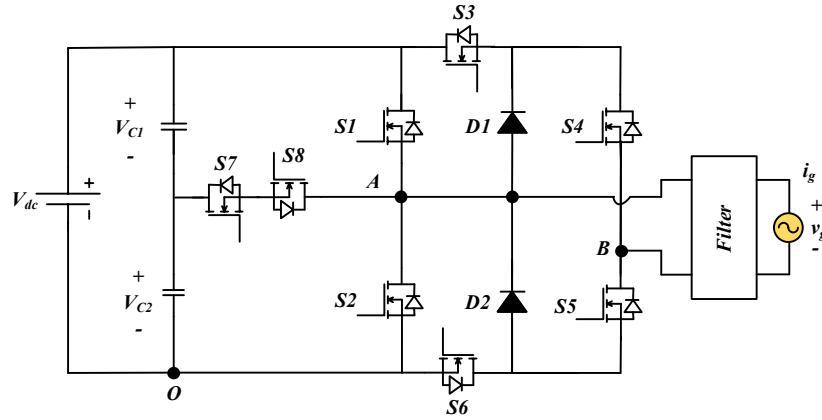 S3
+
V_C1
-
S1
D1
S4
S7
S8
A
V_dc
+
-
i_g
+
v_g
-
Filter
B
+
V_C2
-
S2
D2
S5
O
S6